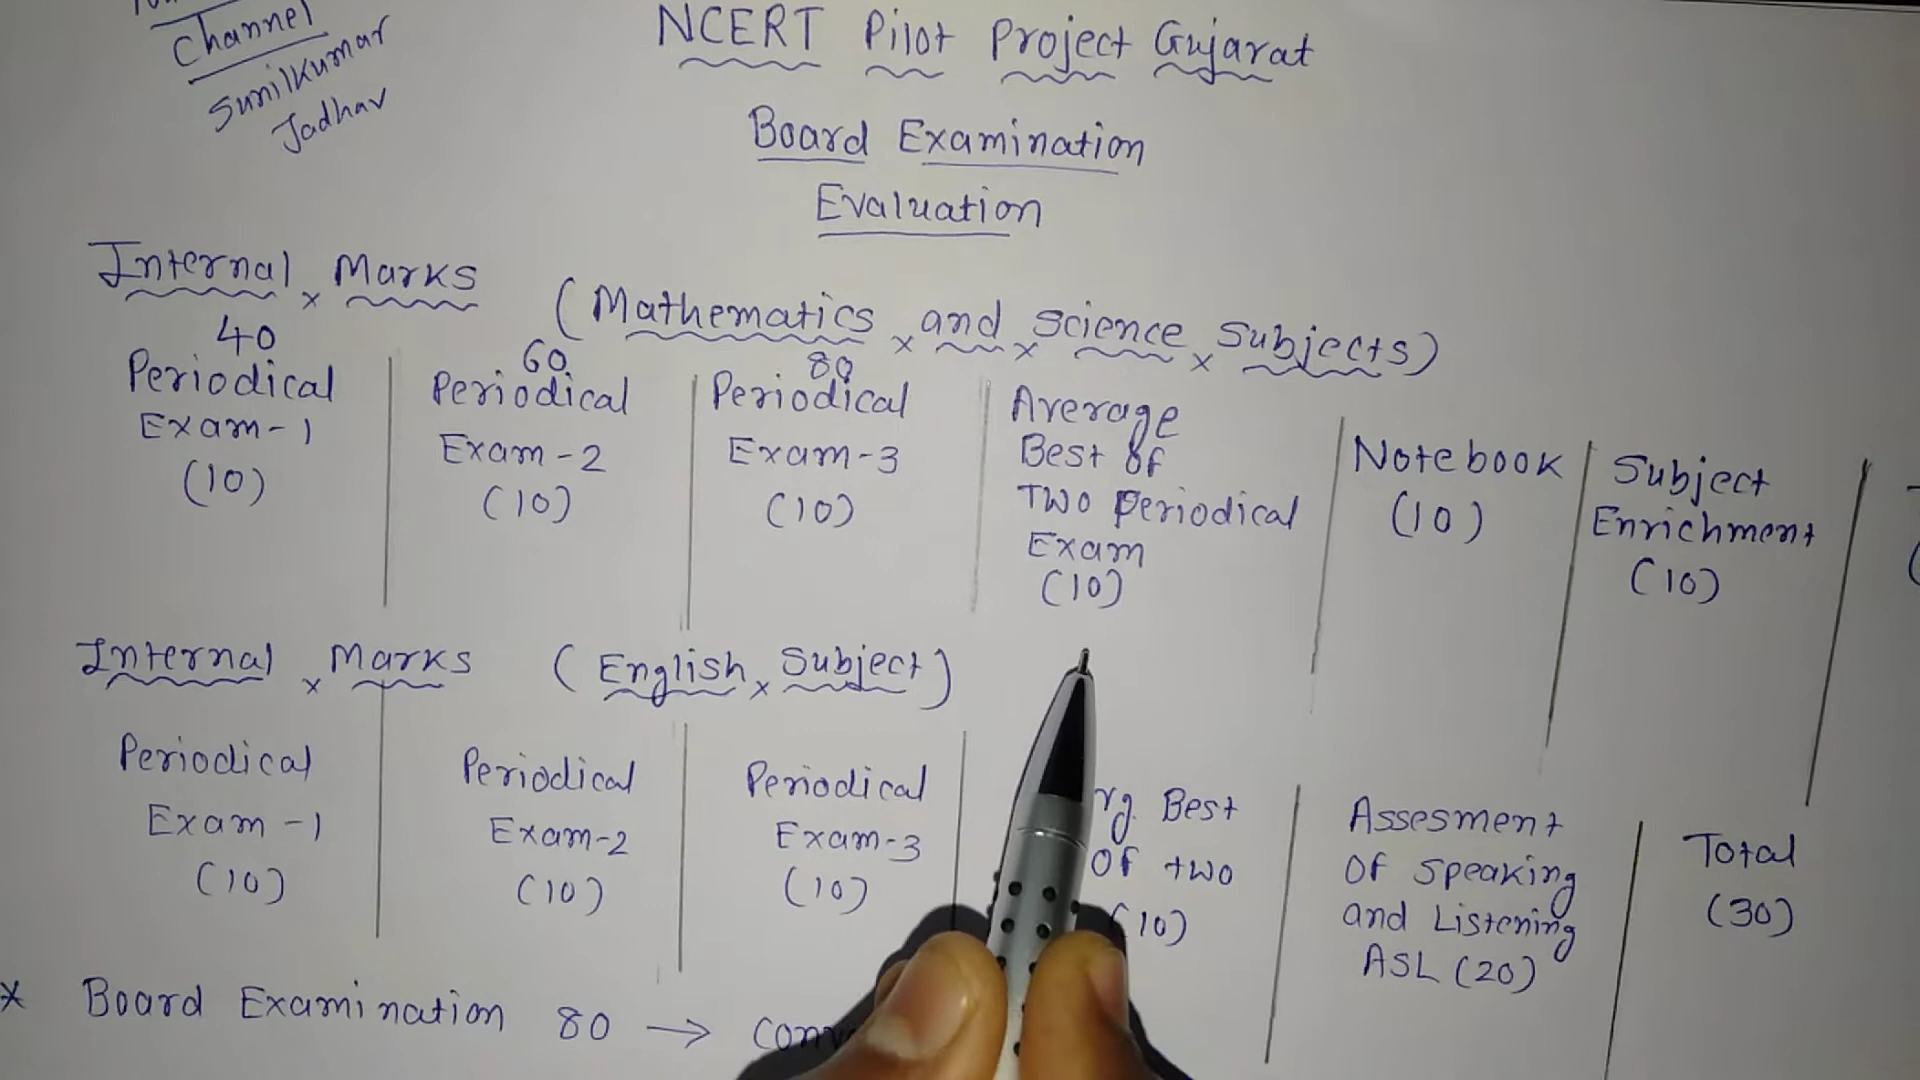 Channel
Sunilkumar
Jadhav
NCERT Pilot Project Gujarat
Board Examination
Evaluation
Internal Marks
(Mathematics and Science Subjects)
40
Periodical
Exam-1
(10)
60
Periodical
Exam-2
(10)
80
Periodical
Exam-3
(10)
Average
Best of
Two Periodical
Exam
(10)
Notebook
(10)
Subject
Enrichment
(10)
Internal Marks (English Subject)
Periodical
Exam-1
(10)
Periodical
Exam-2
(10)
Periodical
Exam-3
(10)
Best
of two
(10)
Assesment
of speaking
and Listening
ASL (20)
Total
(30)
* Board Examination 80 →